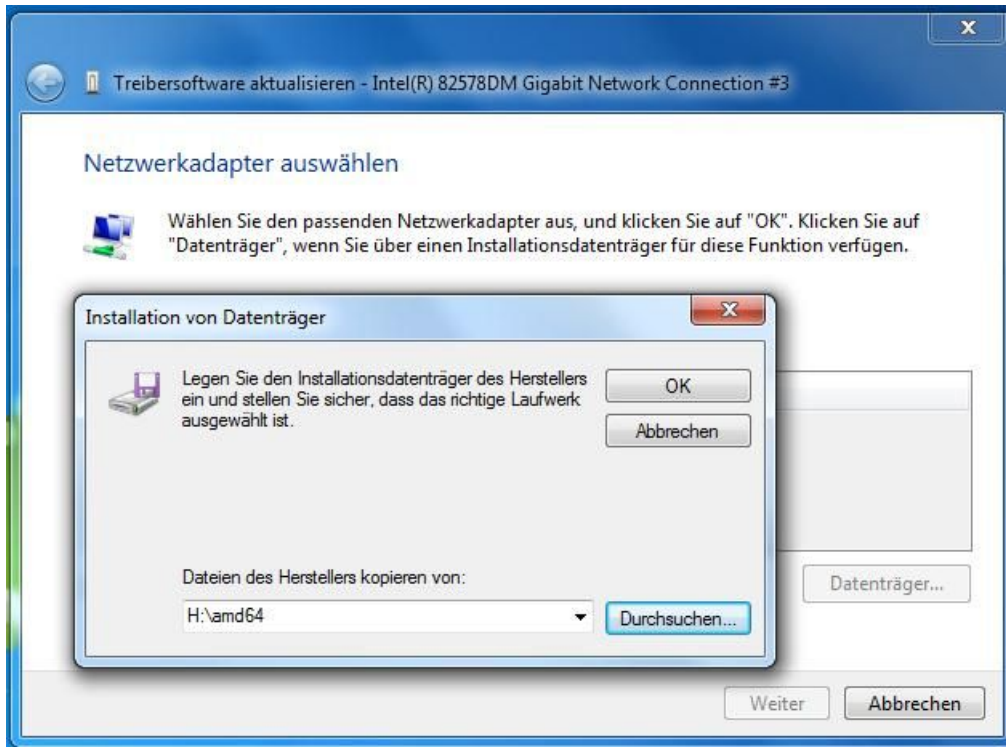 Treibersoftware aktualisieren - Intel(R) 82578DM Gigabit Network Connection #3
Netzwerkadapter auswählen
Wählen Sie den passenden Netzwerkadapter aus, und klicken Sie auf "OK". Klicken Sie auf
"Datenträger", wenn Sie über einen Installationsdatenträger für diese Funktion verfügen.
Installation von Datenträger
Legen Sie den Installationsdatenträger des Herstellers
ein und stellen Sie sicher, dass das richtige Laufwerk
ausgewählt ist.
OK
Abbrechen
Dateien des Herstellers kopieren von:
H:\amd64
Durchsuchen...
Datenträger...
Weiter
Abbrechen